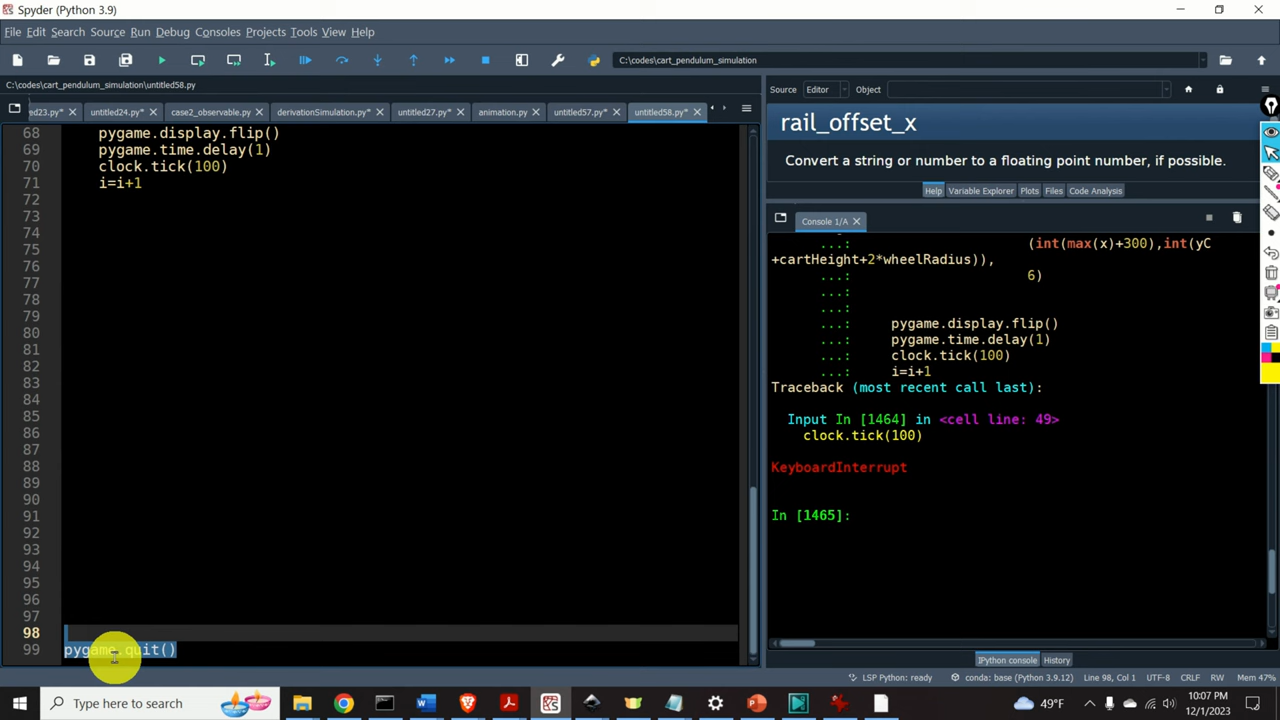 Spyder (Python 3.9)
File Edit Search Source Run Debug Consoles Projects Tools View Help
C:\codes\cart_pendulum_simulation
C:\codes\cart_pendulum_simulation\untitled58.py
Source Editor Object
ed23.py* untitled24.py* case2_observable.py derivationSimulation.py* untitled27.py* animation.py untitled57.py* untitled58.py*
rail_offset_x
Convert a string or number to a floating point number, if possible.
Help Variable Explorer Plots Files Code Analysis
Console 1/A
68 pygame.display.flip()
69 pygame.time.delay(1)
70 clock.tick(100)
71 i=i+1
72
73
74
75
76
77
78
79
80
81
82
83
84
85
86
87
88
89
90
91
92
93
94
95
96
97
98
99 pygame.quit()
...: (int(max(x)+300),int(yC
+cartHeight+2*wheelRadius)),
...: 6)
...:
...:
...: pygame.display.flip()
...: pygame.time.delay(1)
...: clock.tick(100)
...: i=i+1
Traceback (most recent call last):
Input In [1464] in <cell line: 49>
clock.tick(100)
KeyboardInterrupt
In [1465]:
IPython console History
LSP Python: ready conda: base (Python 3.9.12) Line 98, Col 1 UTF-8 CRLF RW Mem 47%
Type here to search
49°F
10:07 PM
12/1/2023